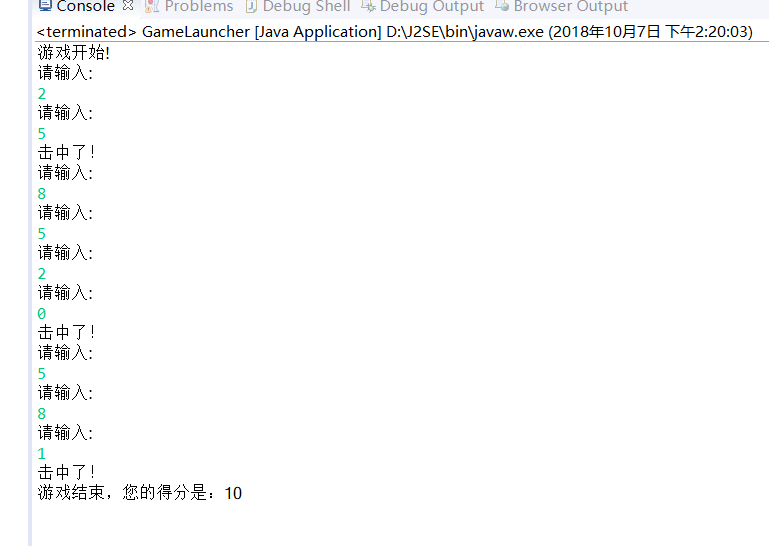 Console Problems Debug Shell Debug Output Browser Output
<terminated> GameLauncher [Java Application] D:\J2SE\bin\javaw.exe (2018年10月7日 下午2:20:03)
游戏开始!
请输入:
2
请输入:
5
击中了!
请输入:
8
请输入:
5
请输入:
2
请输入:
0
击中了!
请输入:
5
请输入:
8
请输入:
1
击中了!
游戏结束，您的得分是：10